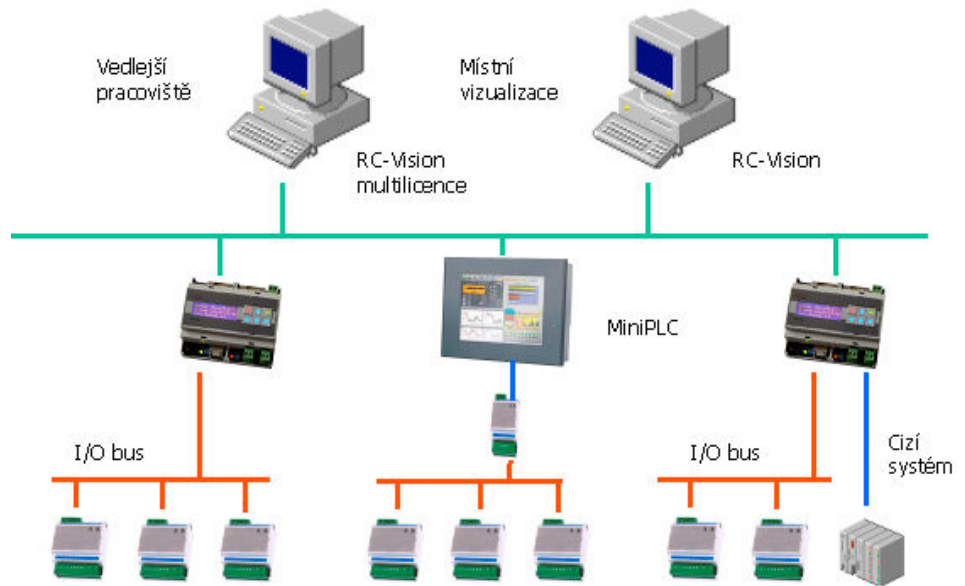 Vedlejší
pracoviště
Místní
vizualizace
RC-Vision
multilicence
RC-Vision
MiniPLC
I/O bus
I/O bus
Cizí
systém